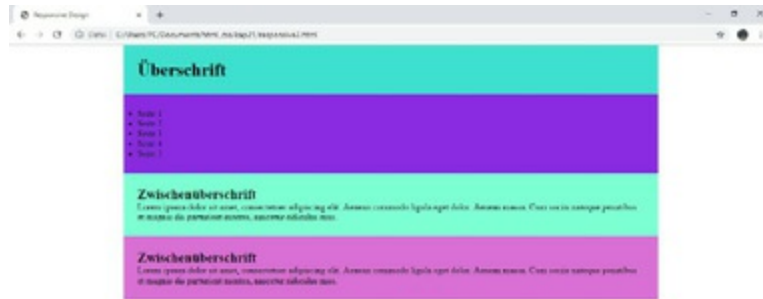 Responsive Design
Überschrift
Seite 1
Seite 2
Seite 3
Seite 4
Seite 5
Zwischenüberschrift
Lorem ipsum dolor sit amet, consectetuer adipiscing elit. Aenean commodo ligula eget dolor. Aenean massa. Cum sociis natoque penatibus
et magnis dis parturient montes, nascetur ridiculus mus.
Zwischenüberschrift
Lorem ipsum dolor sit amet, consectetuer adipiscing elit. Aenean commodo ligula eget dolor. Aenean massa. Cum sociis natoque penatibus
et magnis dis parturient montes, nascetur ridiculus mus.